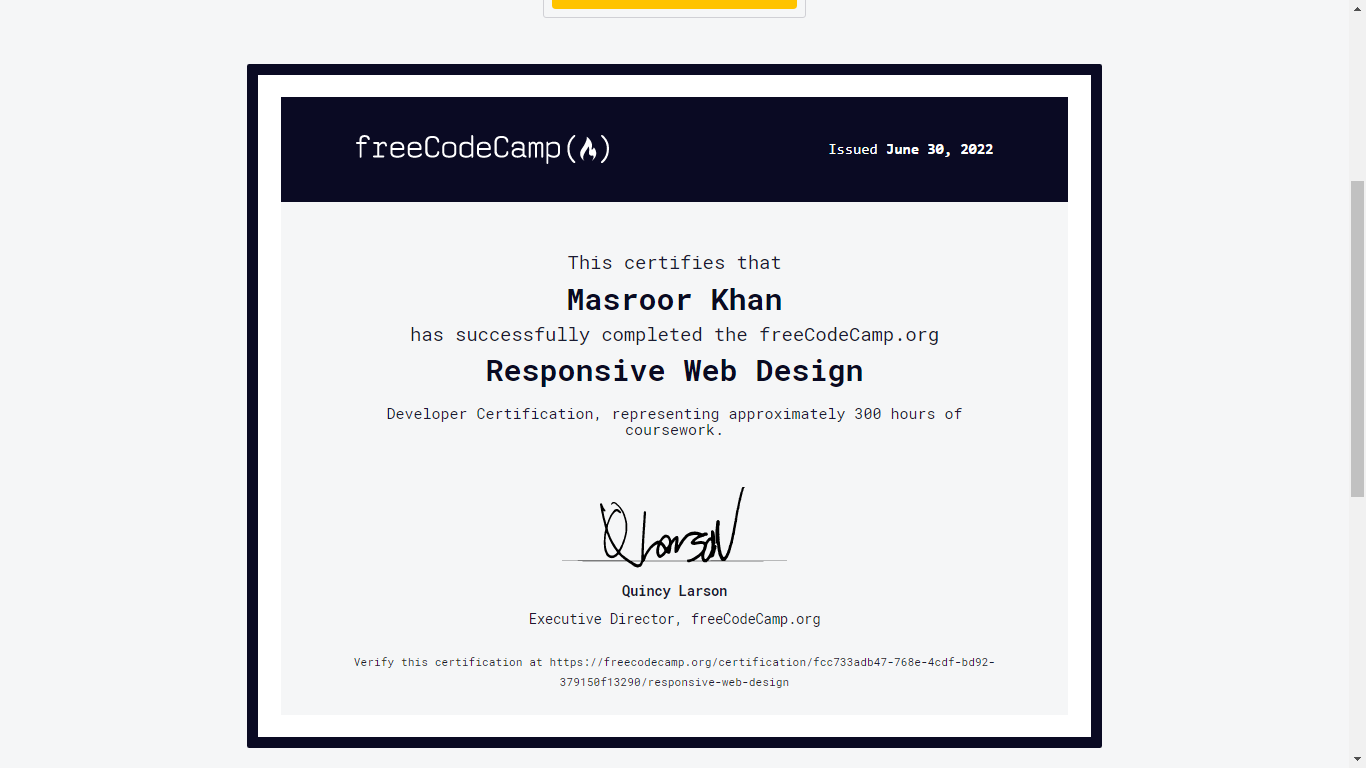 freeCodeCamp
Issued June 30, 2022
This certifies that
Masroor Khan
has successfully completed the freeCodeCamp.org
Responsive Web Design
Developer Certification, representing approximately 300 hours of
coursework.
Q Larson
Quincy Larson
Executive Director, freeCodeCamp.org
Verify this certification at https://freecodecamp.org/certification/fcc733adb47-768e-4cdf-bd92-
379150f13290/responsive-web-design